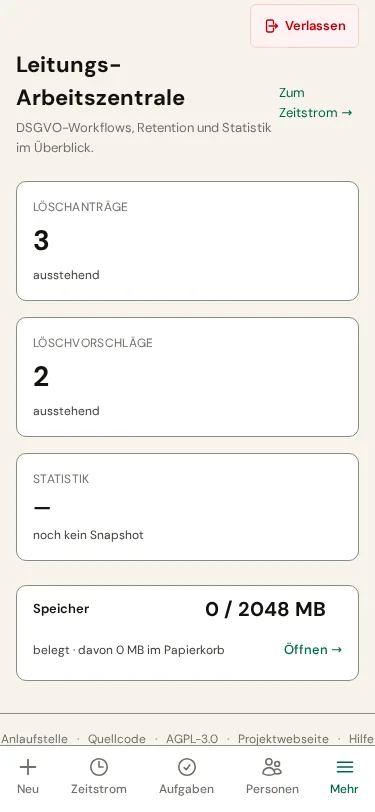 Verlassen
Leitungs-
Arbeitszentrale
DSGVO-Workflows, Retention und Statistik
im Überblick.
Zum
Zeitstrom →
LÖSCHANTRÄGE
3
ausstehend
LÖSCHVORSCHLÄGE
2
ausstehend
STATISTIK
–
noch kein Snapshot
Speicher 0 / 2048 MB
belegt · davon 0 MB im Papierkorb Öffnen →
Anlaufstelle · Quellcode · AGPL-3.0 · Projektwebseite · Hilfe
Neu Zeitstrom Aufgaben Personen Mehr